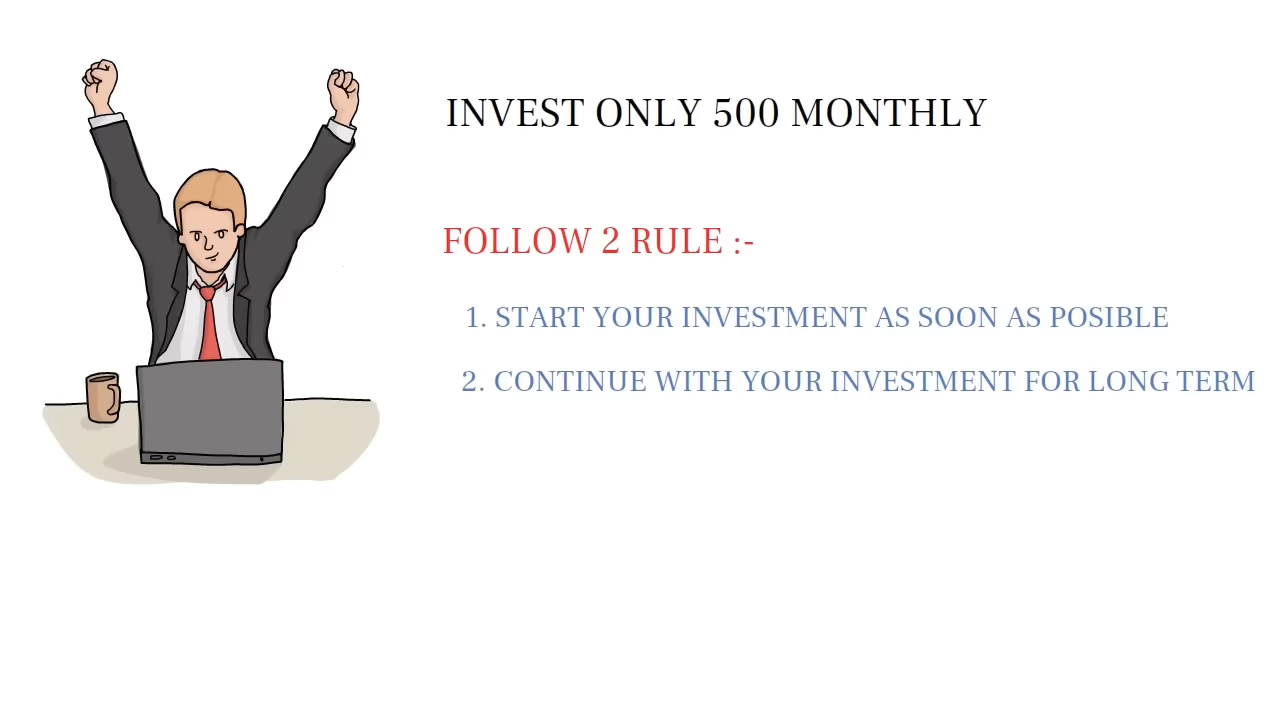 INVEST ONLY 500 MONTHLY
FOLLOW 2 RULE :-
1. START YOUR INVESTMENT AS SOON AS POSIBLE
2. CONTINUE WITH YOUR INVESTMENT FOR LONG TERM